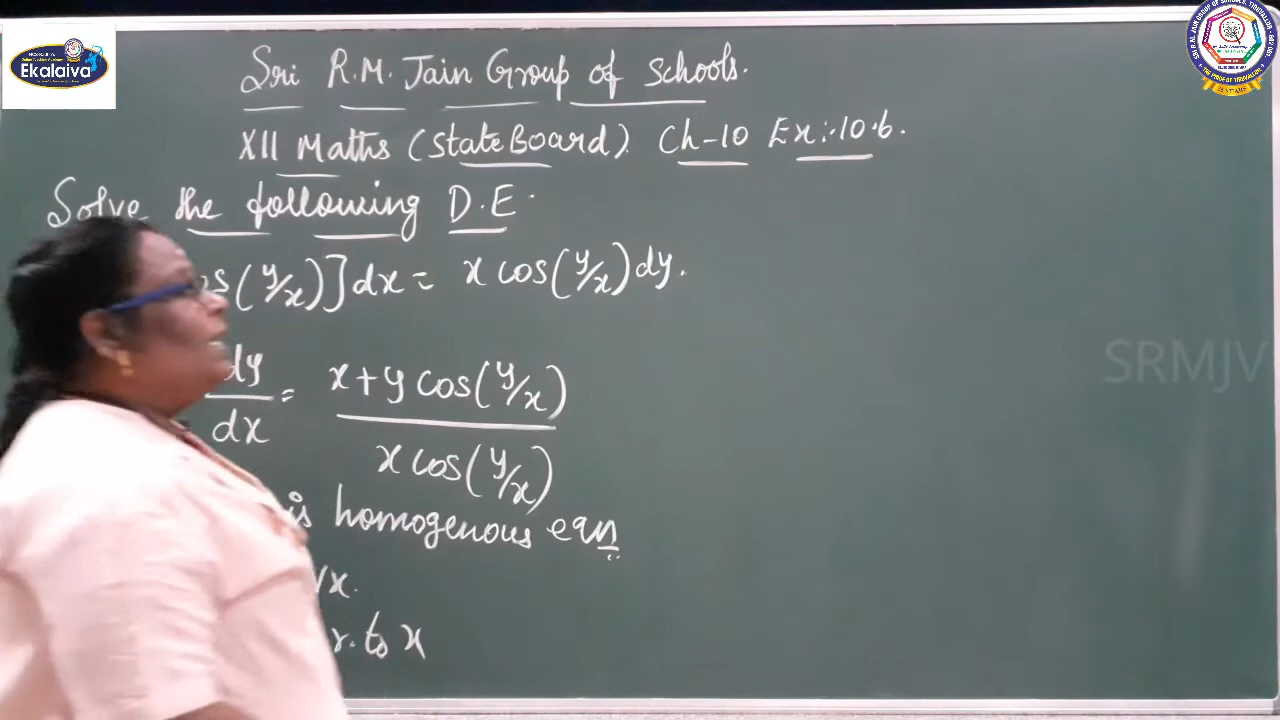 Ekalaiva
Sri R.M. Jain Group of Schools.
XII Maths (State Board) Ch-10 Ex:-10.6.
Solve the following D.E.
os(y/x)]dx = x cos(y/x)dy.
dy/dx = x+y cos(y/x) / x cos(y/x)
is homogenous eqn
Vx.
r. to x
SRMJV